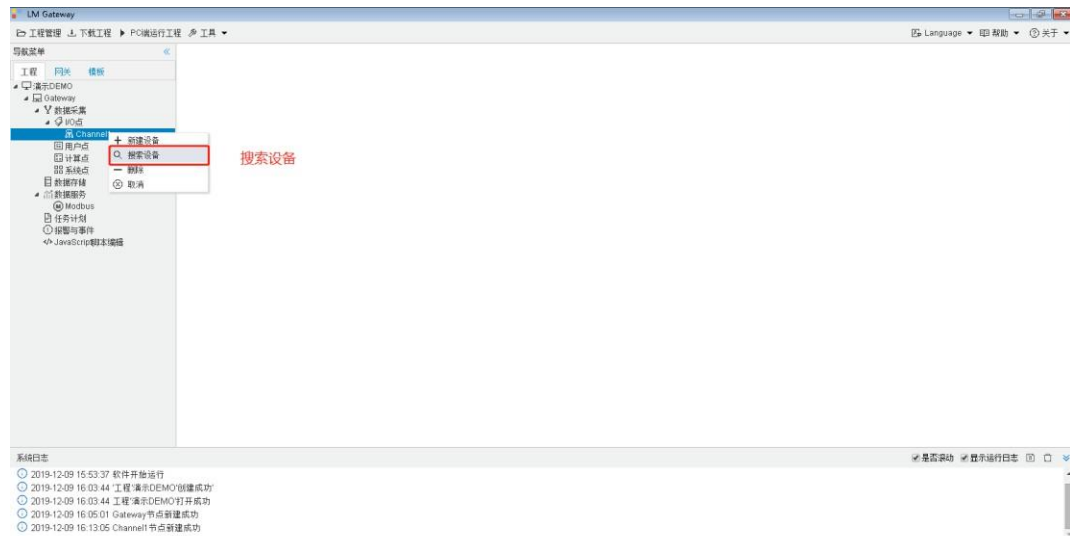 LM Gateway
工程管理 下载工程 PC端运行工程 工具
Language 帮助 关于
导航菜单
工程 网关 模板
演示DEMO
Gateway
数据采集
I/O点
Channel
用户点
计算点
系统点
数据存储
数据服务
Modbus
任务计划
报警与事件
JavaScrip脚本编辑
新建设备
搜索设备
删除
取消
搜索设备
系统日志
是否滚动 显示运行日志
2019-12-09 15:53:37 软件开始运行
2019-12-09 16:03:44 '工程'演示DEMO'创建成功'
2019-12-09 16:03:44 工程'演示DEMO'打开成功
2019-12-09 16:05:01 Gateway节点新建成功
2019-12-09 16:13:05 Channel1节点新建成功